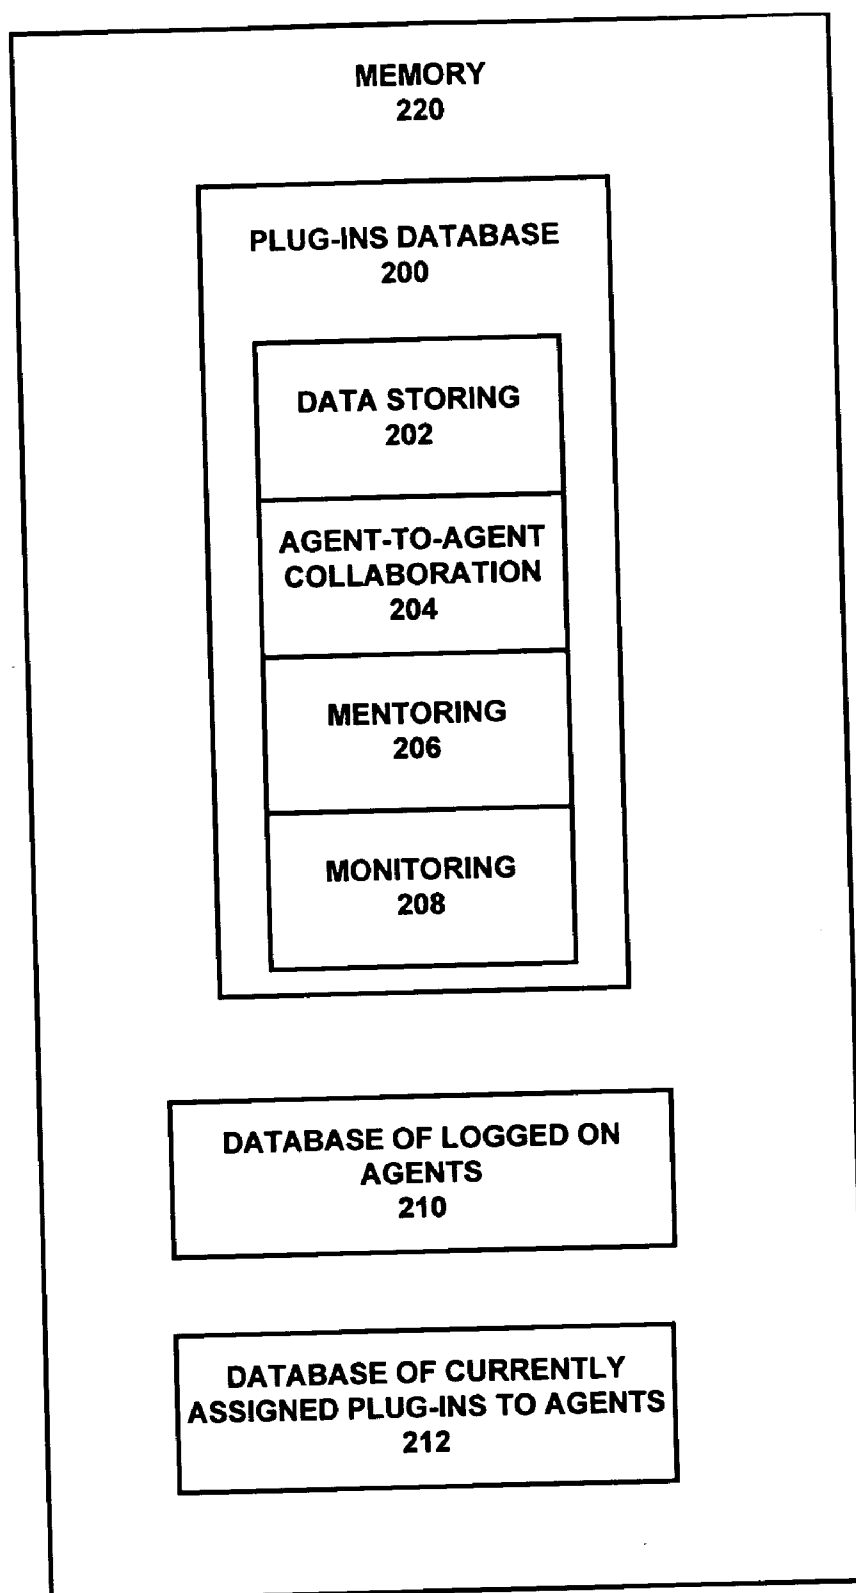 MEMORY
220
PLUG-INS DATABASE
200
DATA STORING
202
AGENT-TO-AGENT
COLLABORATION
204
MENTORING
206
MONITORING
208
DATABASE OF LOGGED ON
AGENTS
210
DATABASE OF CURRENTLY
ASSIGNED PLUG-INS TO AGENTS
212